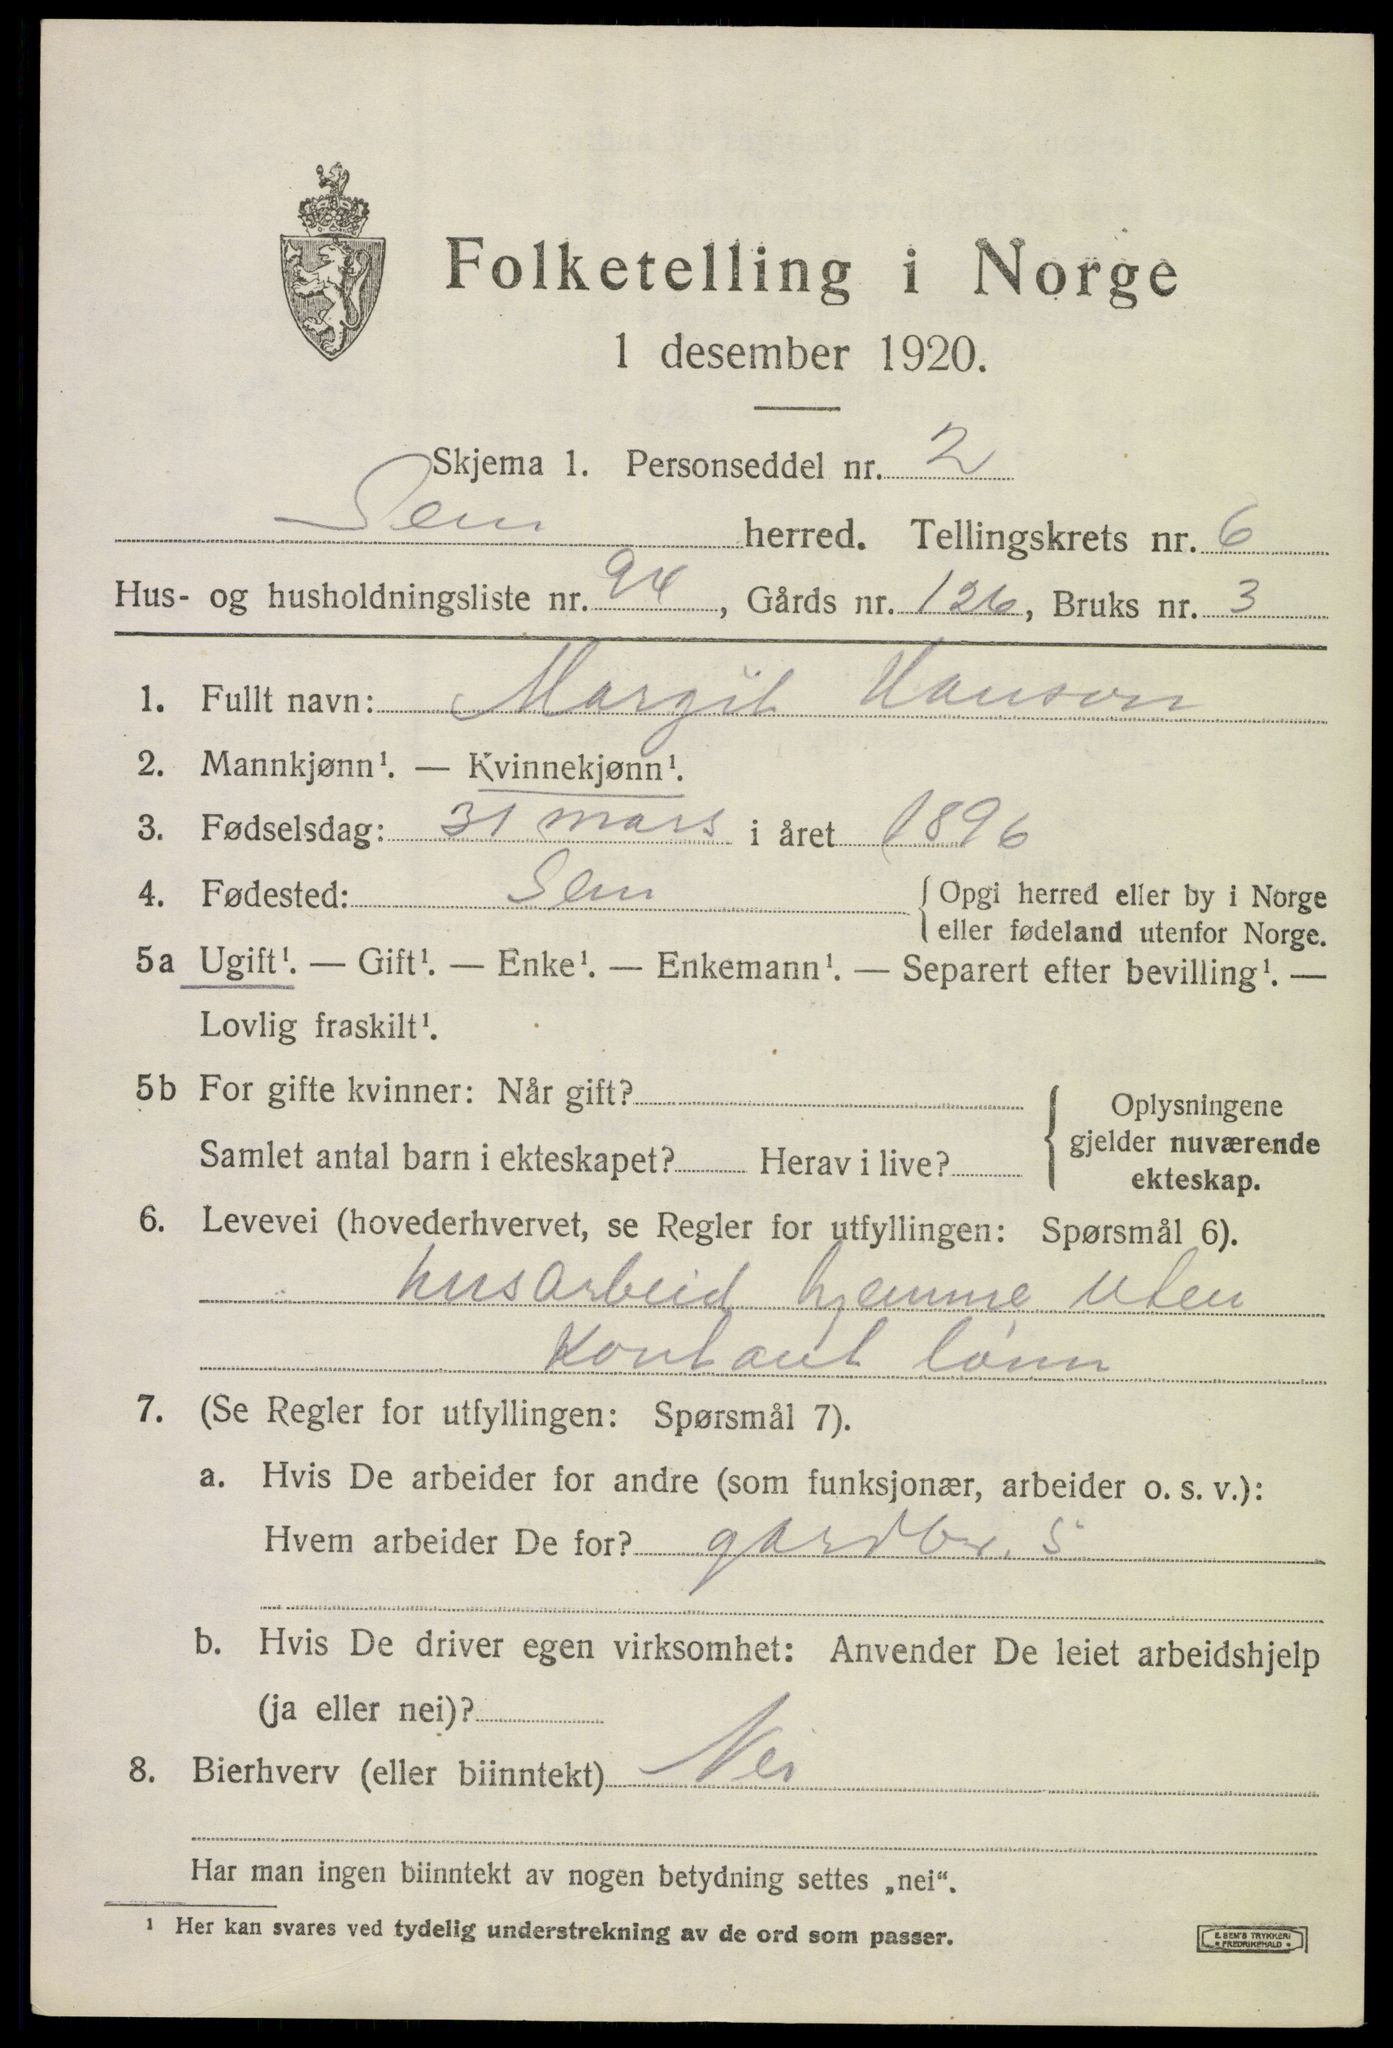 Folketelling i Norge
1 desember 1920.
Skjema 1. Personseddel nr. 2
Sem herred. Tellingskrets nr. 6
Hus- og husholdningsliste nr. 94, Gårds nr. 126, Bruks nr. 3
1. Fullt navn: Margit Hanson
2. Mannkjønn¹. — Kvinnekjønn¹.
3. Fødselsdag: 31 mars i året 1896
4. Fødested: Sem { Opgi herred eller by i Norge
eller fødeland utenfor Norge.
5a Ugift¹. — Gift¹. — Enke¹. — Enkemann¹. — Separert efter bevilling¹. —
Lovlig fraskilt¹.
5b For gifte kvinner: Når gift?
Samlet antal barn i ekteskapet? Herav i live?
{ Oplysningene
gjelder nuværende
ekteskap.
6. Levevei (hovederhvervet, se Regler for utfyllingen: Spørsmål 6).
husarbeid hjemme uten
kontant lønn
7. (Se Regler for utfyllingen: Spørsmål 7).
a. Hvis De arbeider for andre (som funksjonær, arbeider o. s. v.):
Hvem arbeider De for? gardbr. S
b. Hvis De driver egen virksomhet: Anvender De leiet arbeidshjelp
(ja eller nei)?
8. Bierhverv (eller biinntekt) Nei
Har man ingen biinntekt av nogen betydning settes „nei“.
¹ Her kan svares ved tydelig understrekning av de ord som passer.
E. SEM'S TRYKKERI
• FREDRIKSHALD •